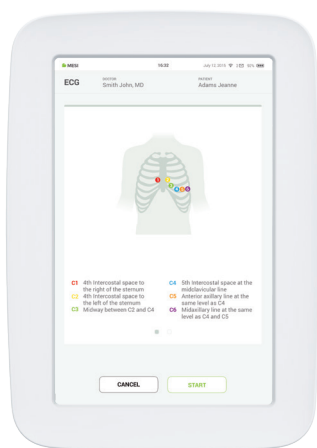 MESI 16:32 July 12 2015 92%
ECG
DOCTOR PATIENT
Smith John, MD Adams Jeanne
C1 4th Intercostal space to
the right of the sternum
C2 4th Intercostal space to
the left of the sternum
C3 Midway between C2 and C4
C4 5th Intercostal space at the
midclavicular line
C5 Anterior axillary line at the
same level as C4
C6 Midaxillary line at the same
level as C4 and C5
CANCEL START